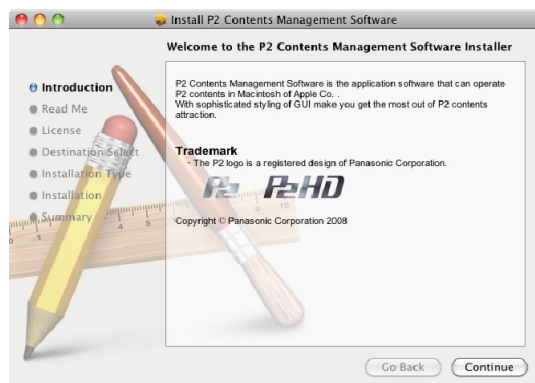 Install P2 Contents Management Software
Welcome to the P2 Contents Management Software Installer
Introduction
Read Me
License
Destination Select
Installation Type
Installation
Summary
P2 Contents Management Software is the application software that can operate
P2 contents in Macintosh of Apple Co. .
With sophisticated styling of GUI make you get the most out of P2 contents
attraction.
Trademark
- The P2 logo is a registered design of Panasonic Corporation.
P2 P2HD
Copyright © Panasonic Corporation 2008
Go Back
Continue